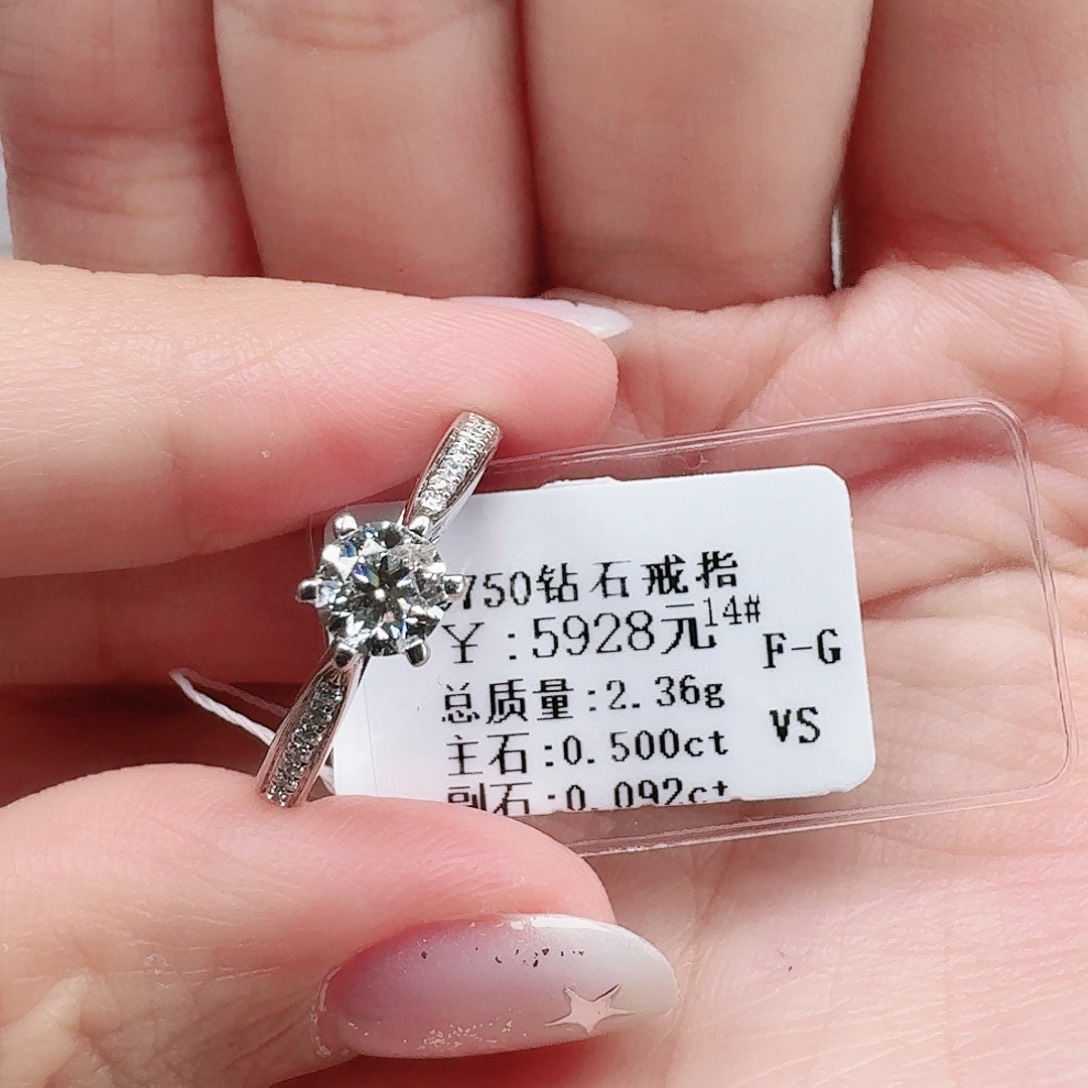 750钻石戒指
￥:5928元14#
F-G
总质量:2.36g
VS
主石:0.500ct
副石:0.092ct